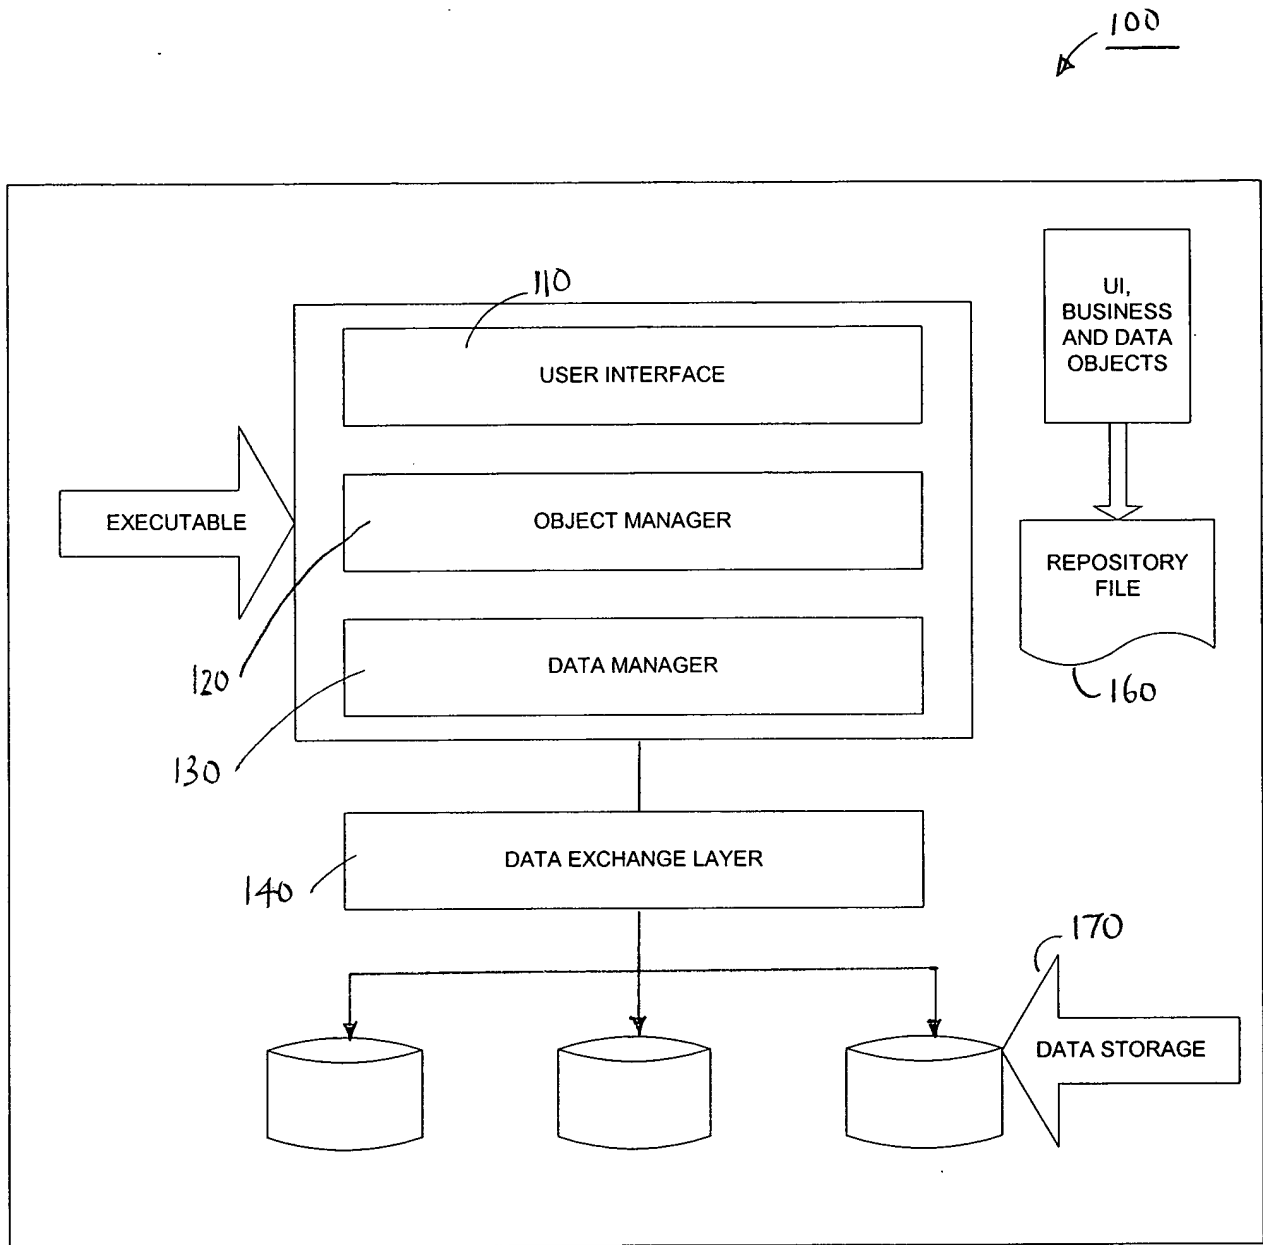 100
110
UI,
BUSINESS
AND DATA
OBJECTS
USER INTERFACE
EXECUTABLE
OBJECT MANAGER
REPOSITORY
FILE
120
DATA MANAGER
160
130
DATA EXCHANGE LAYER
140
170
DATA STORAGE